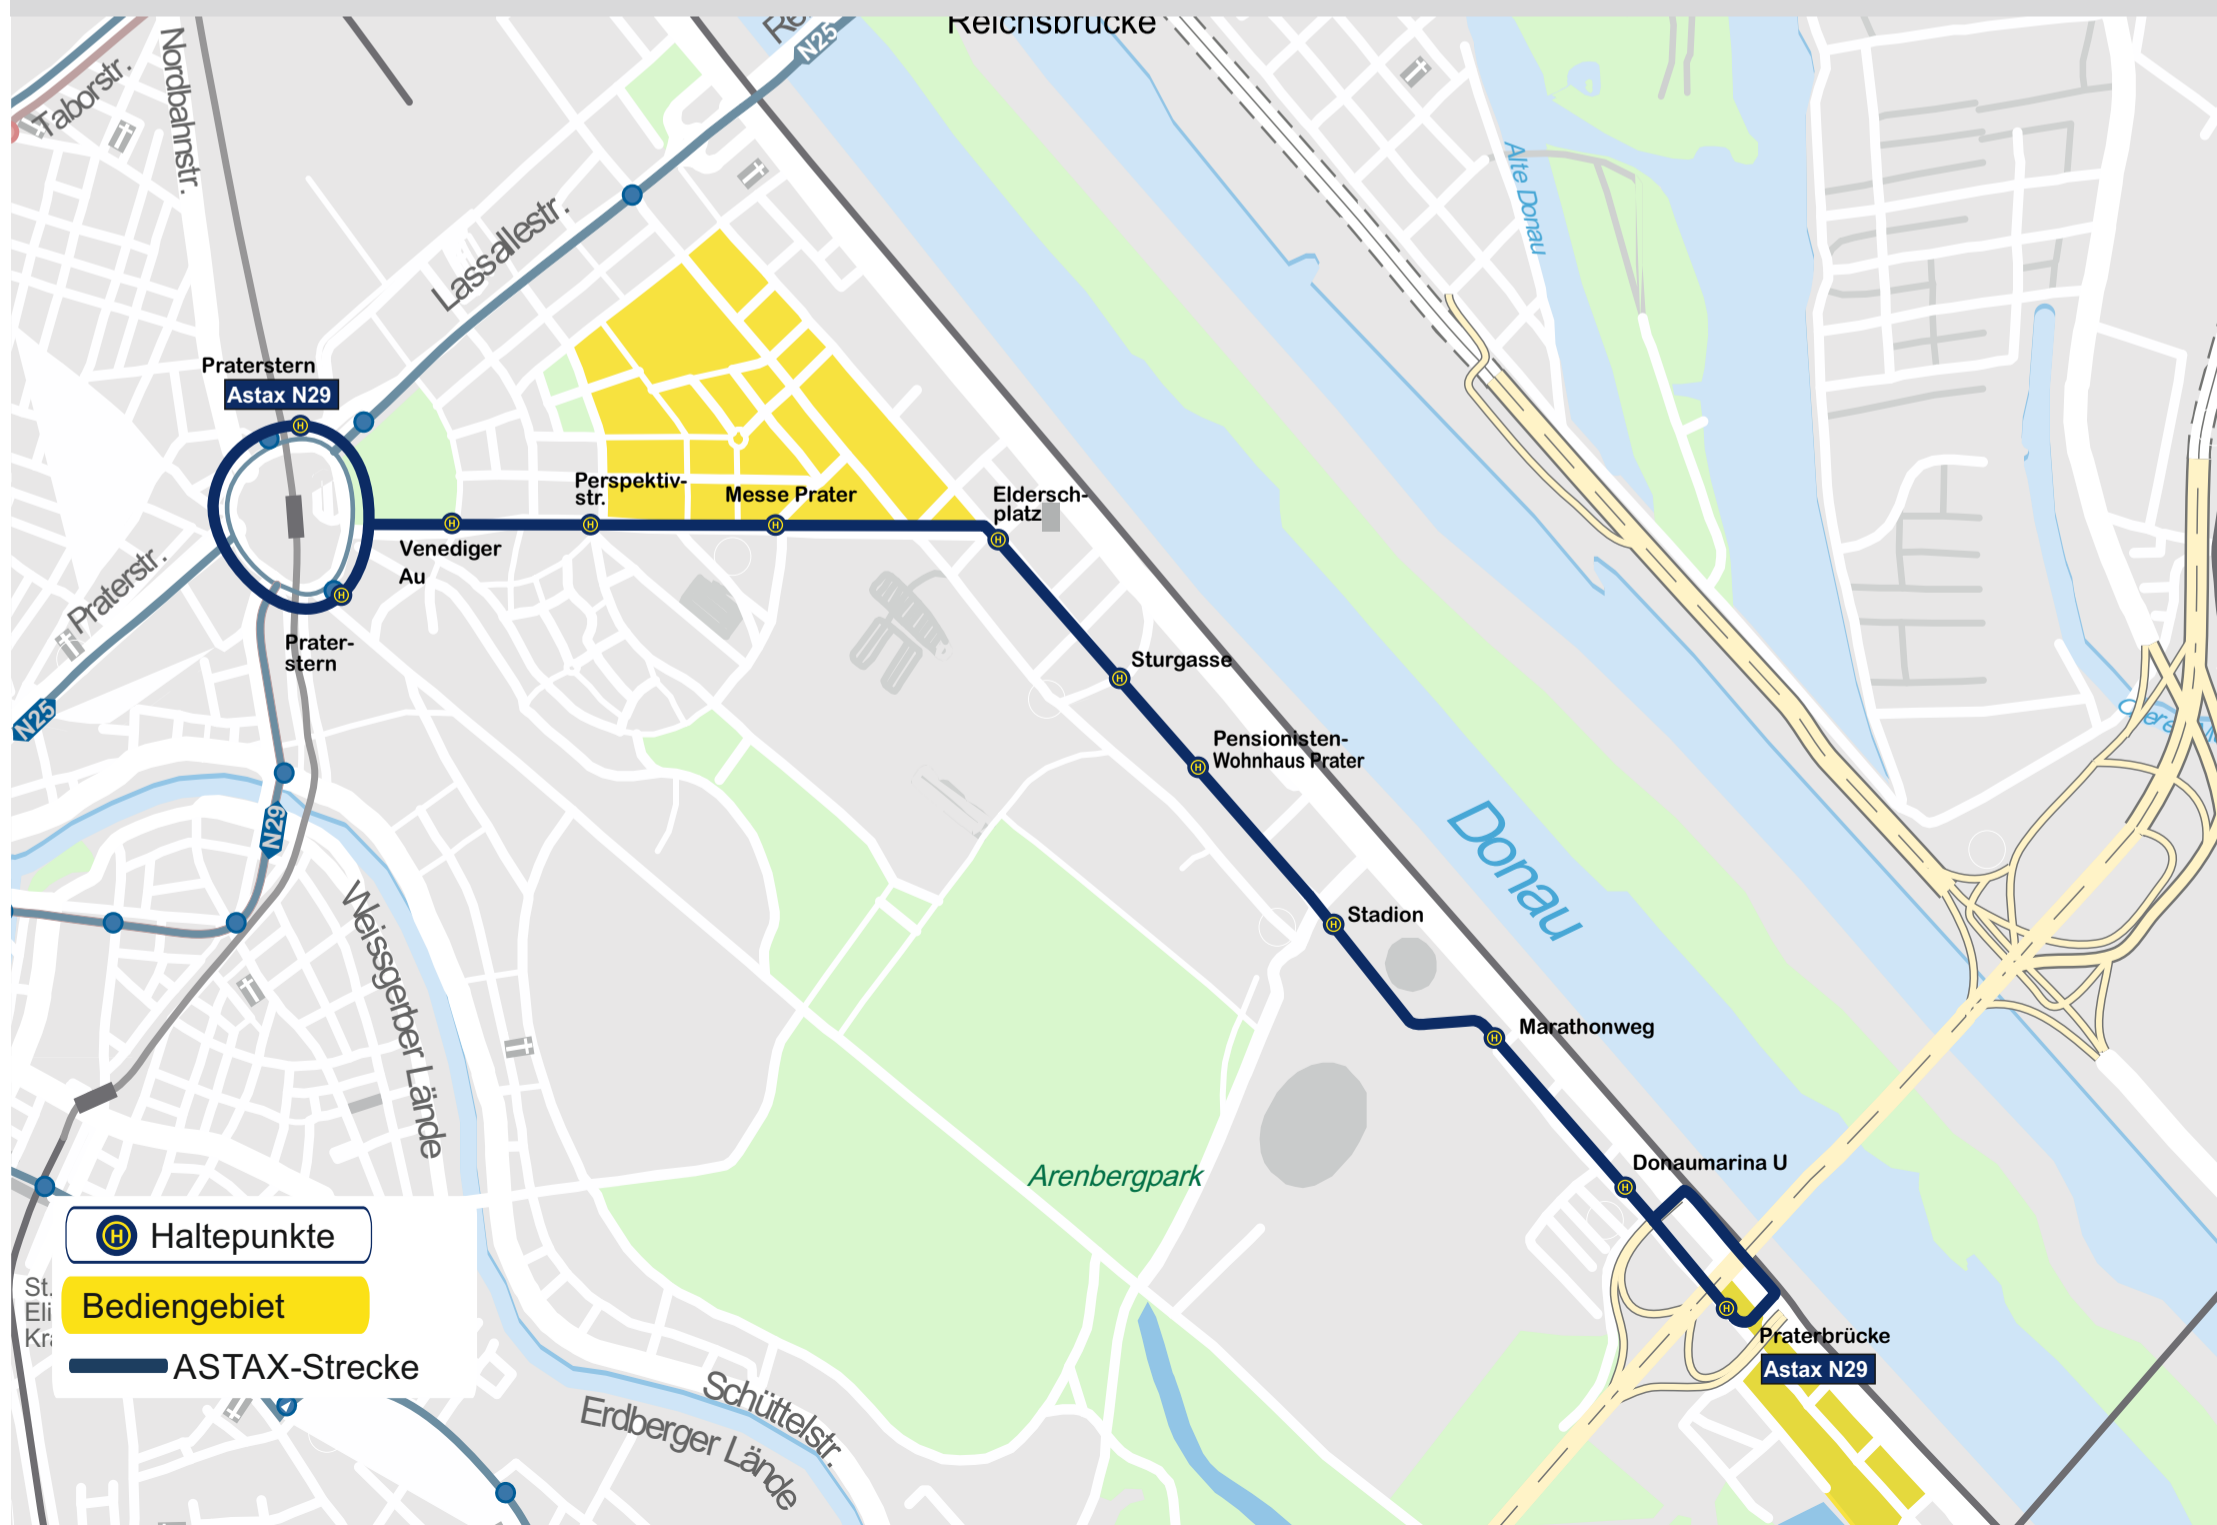 Reichsbrücke
N25
Taborstr.
Nordbahnstr.
Alte Donau
Lassallestr.
Praterstern
Astax N29
Perspektiv-
str.
Messe Prater
Eldersch-
platz
Venediger
Au
Praterstr.
Prater-
stern
Sturgasse
N25
Pensionisten-
Wohnhaus Prater
N29
Donau
Weissgerber Lände
Stadion
Marathonweg
Arenbergpark
Donaumarina U
Haltepunkte
St.
Bediengebiet
Praterbrücke
Astax N29
ASTAX-Strecke
Schüttelstr.
Erdberger Lände